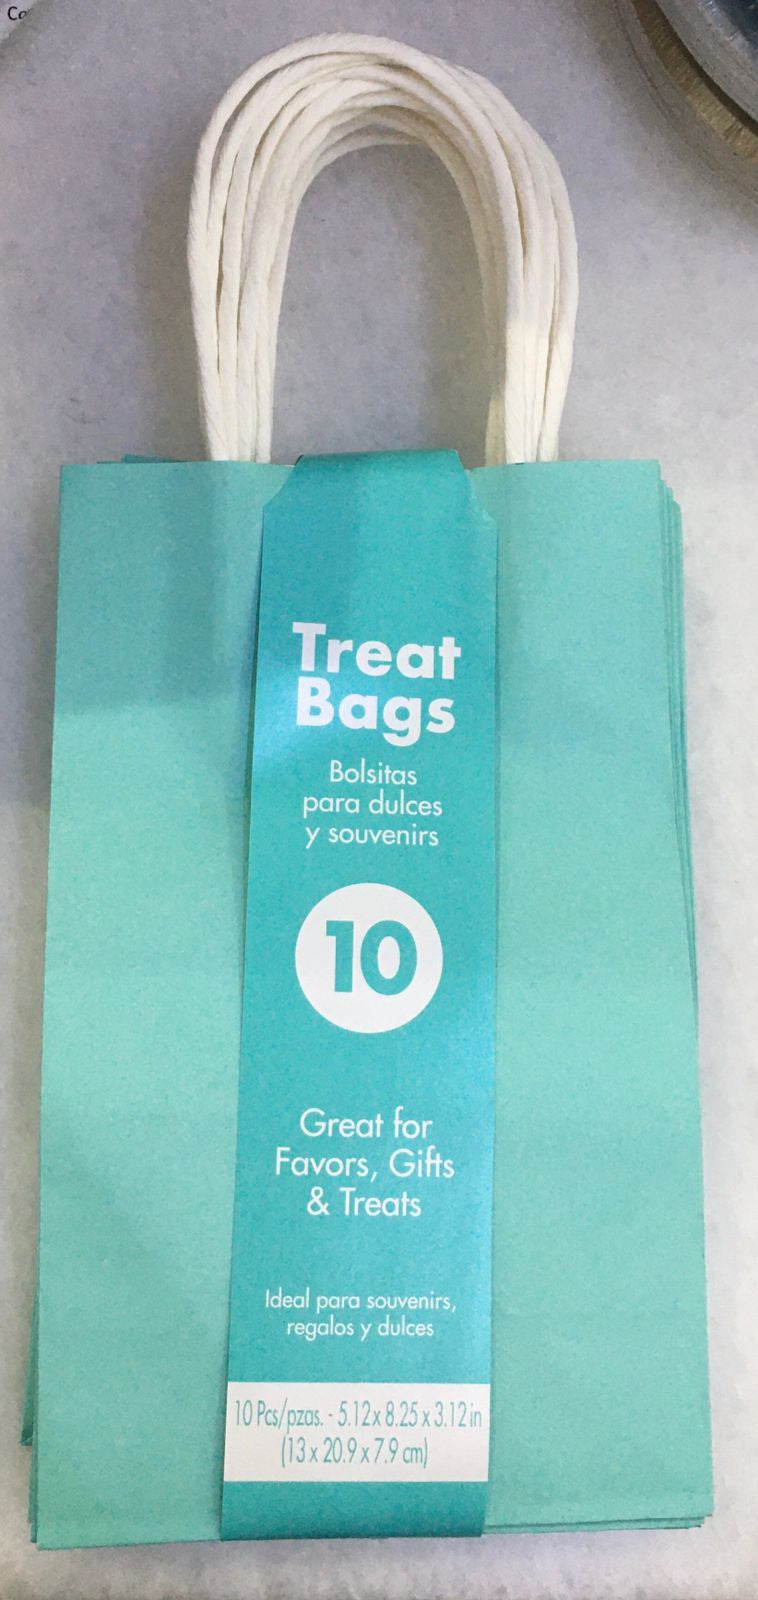 Treat
Bags
Bolsitas
para dulces
y souvenirs
10
Great for
Favors, Gifts
& Treats
Ideal para souvenirs,
regalos y dulces
10 Pcs/pzas. - 5.12 x 8.25 x 3.12 in
(13 x 20.9 x 7.9 cm)